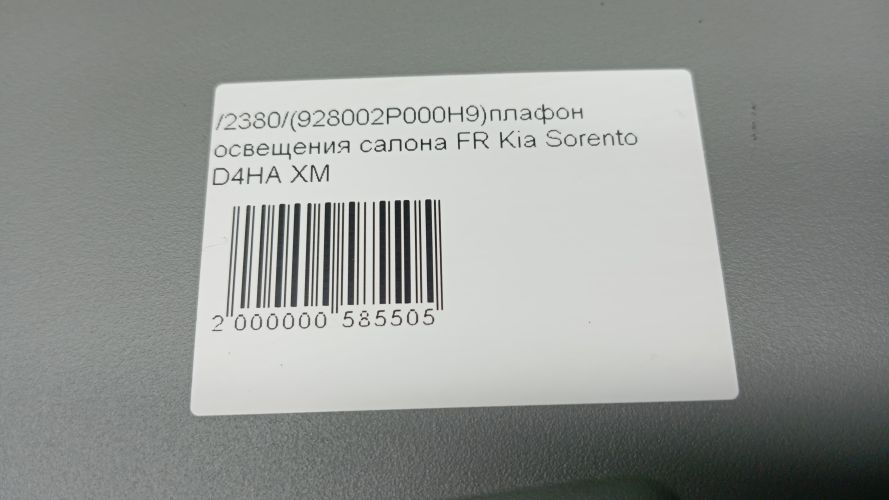 /2380/(928002P000H9)плафон
освещения салона FR Kia Sorento
D4HA XM
2 000000 585505